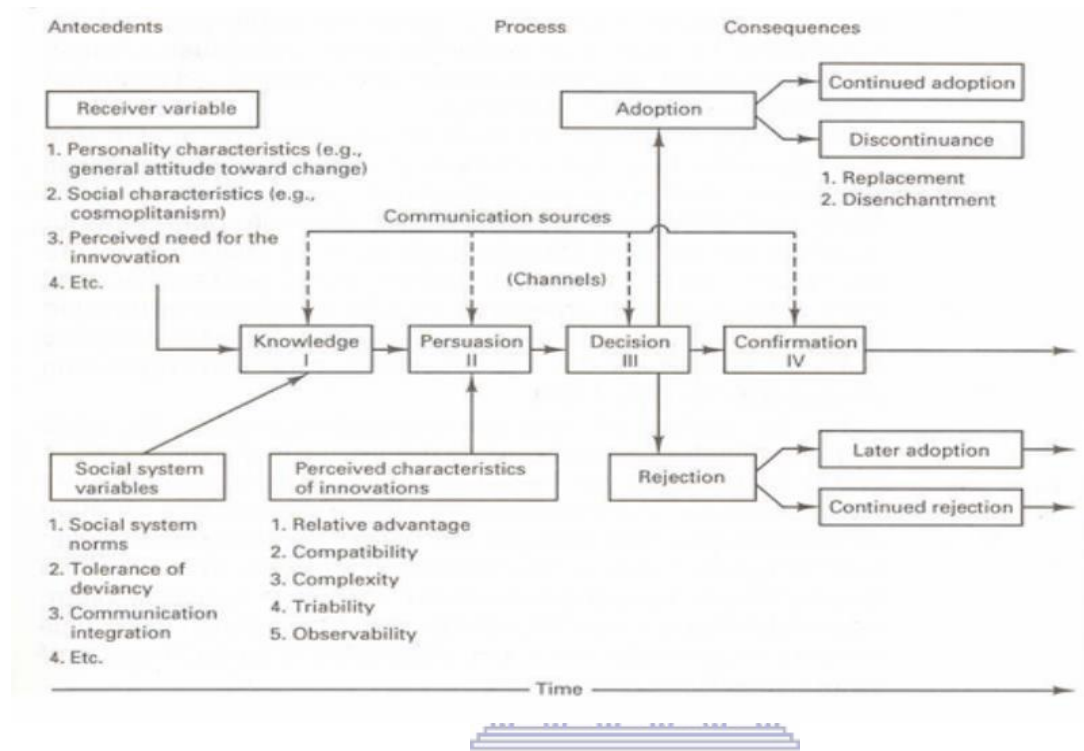 Antecedents
Process
Consequences
Receiver variable
1. Personality characteristics (e.g.,
general attitude toward change)
2. Social characteristics (e.g.,
cosmoplitanism)
3. Perceived need for the
innvovation
4. Etc.
Adoption
Continued adoption
Discontinuance
1. Replacement
2. Disenchantment
Communication sources
(Channels)
Knowledge
I
Persuasion
II
Decision
III
Confirmation
IV
Social system
variables
1. Social system
norms
2. Tolerance of
deviancy
3. Communication
integration
4. Etc.
Perceived characteristics
of innovations
1. Relative advantage
2. Compatibility
3. Complexity
4. Triability
5. Observability
Rejection
Later adoption
Continued rejection
Time